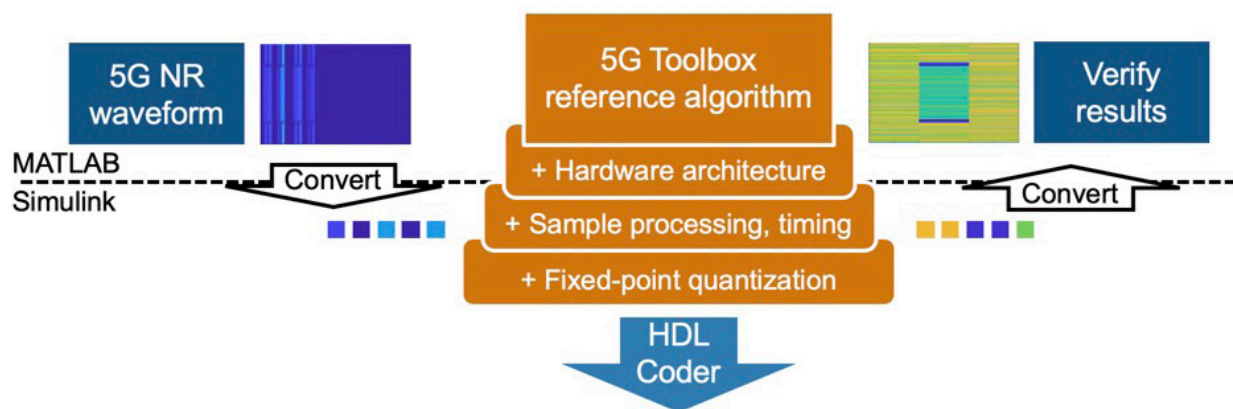 5G NR
waveform
5G Toolbox
reference algorithm
Verify
results
MATLAB
Simulink
Convert
+ Hardware architecture
Convert
+ Sample processing, timing
+ Fixed-point quantization
HDL
Coder